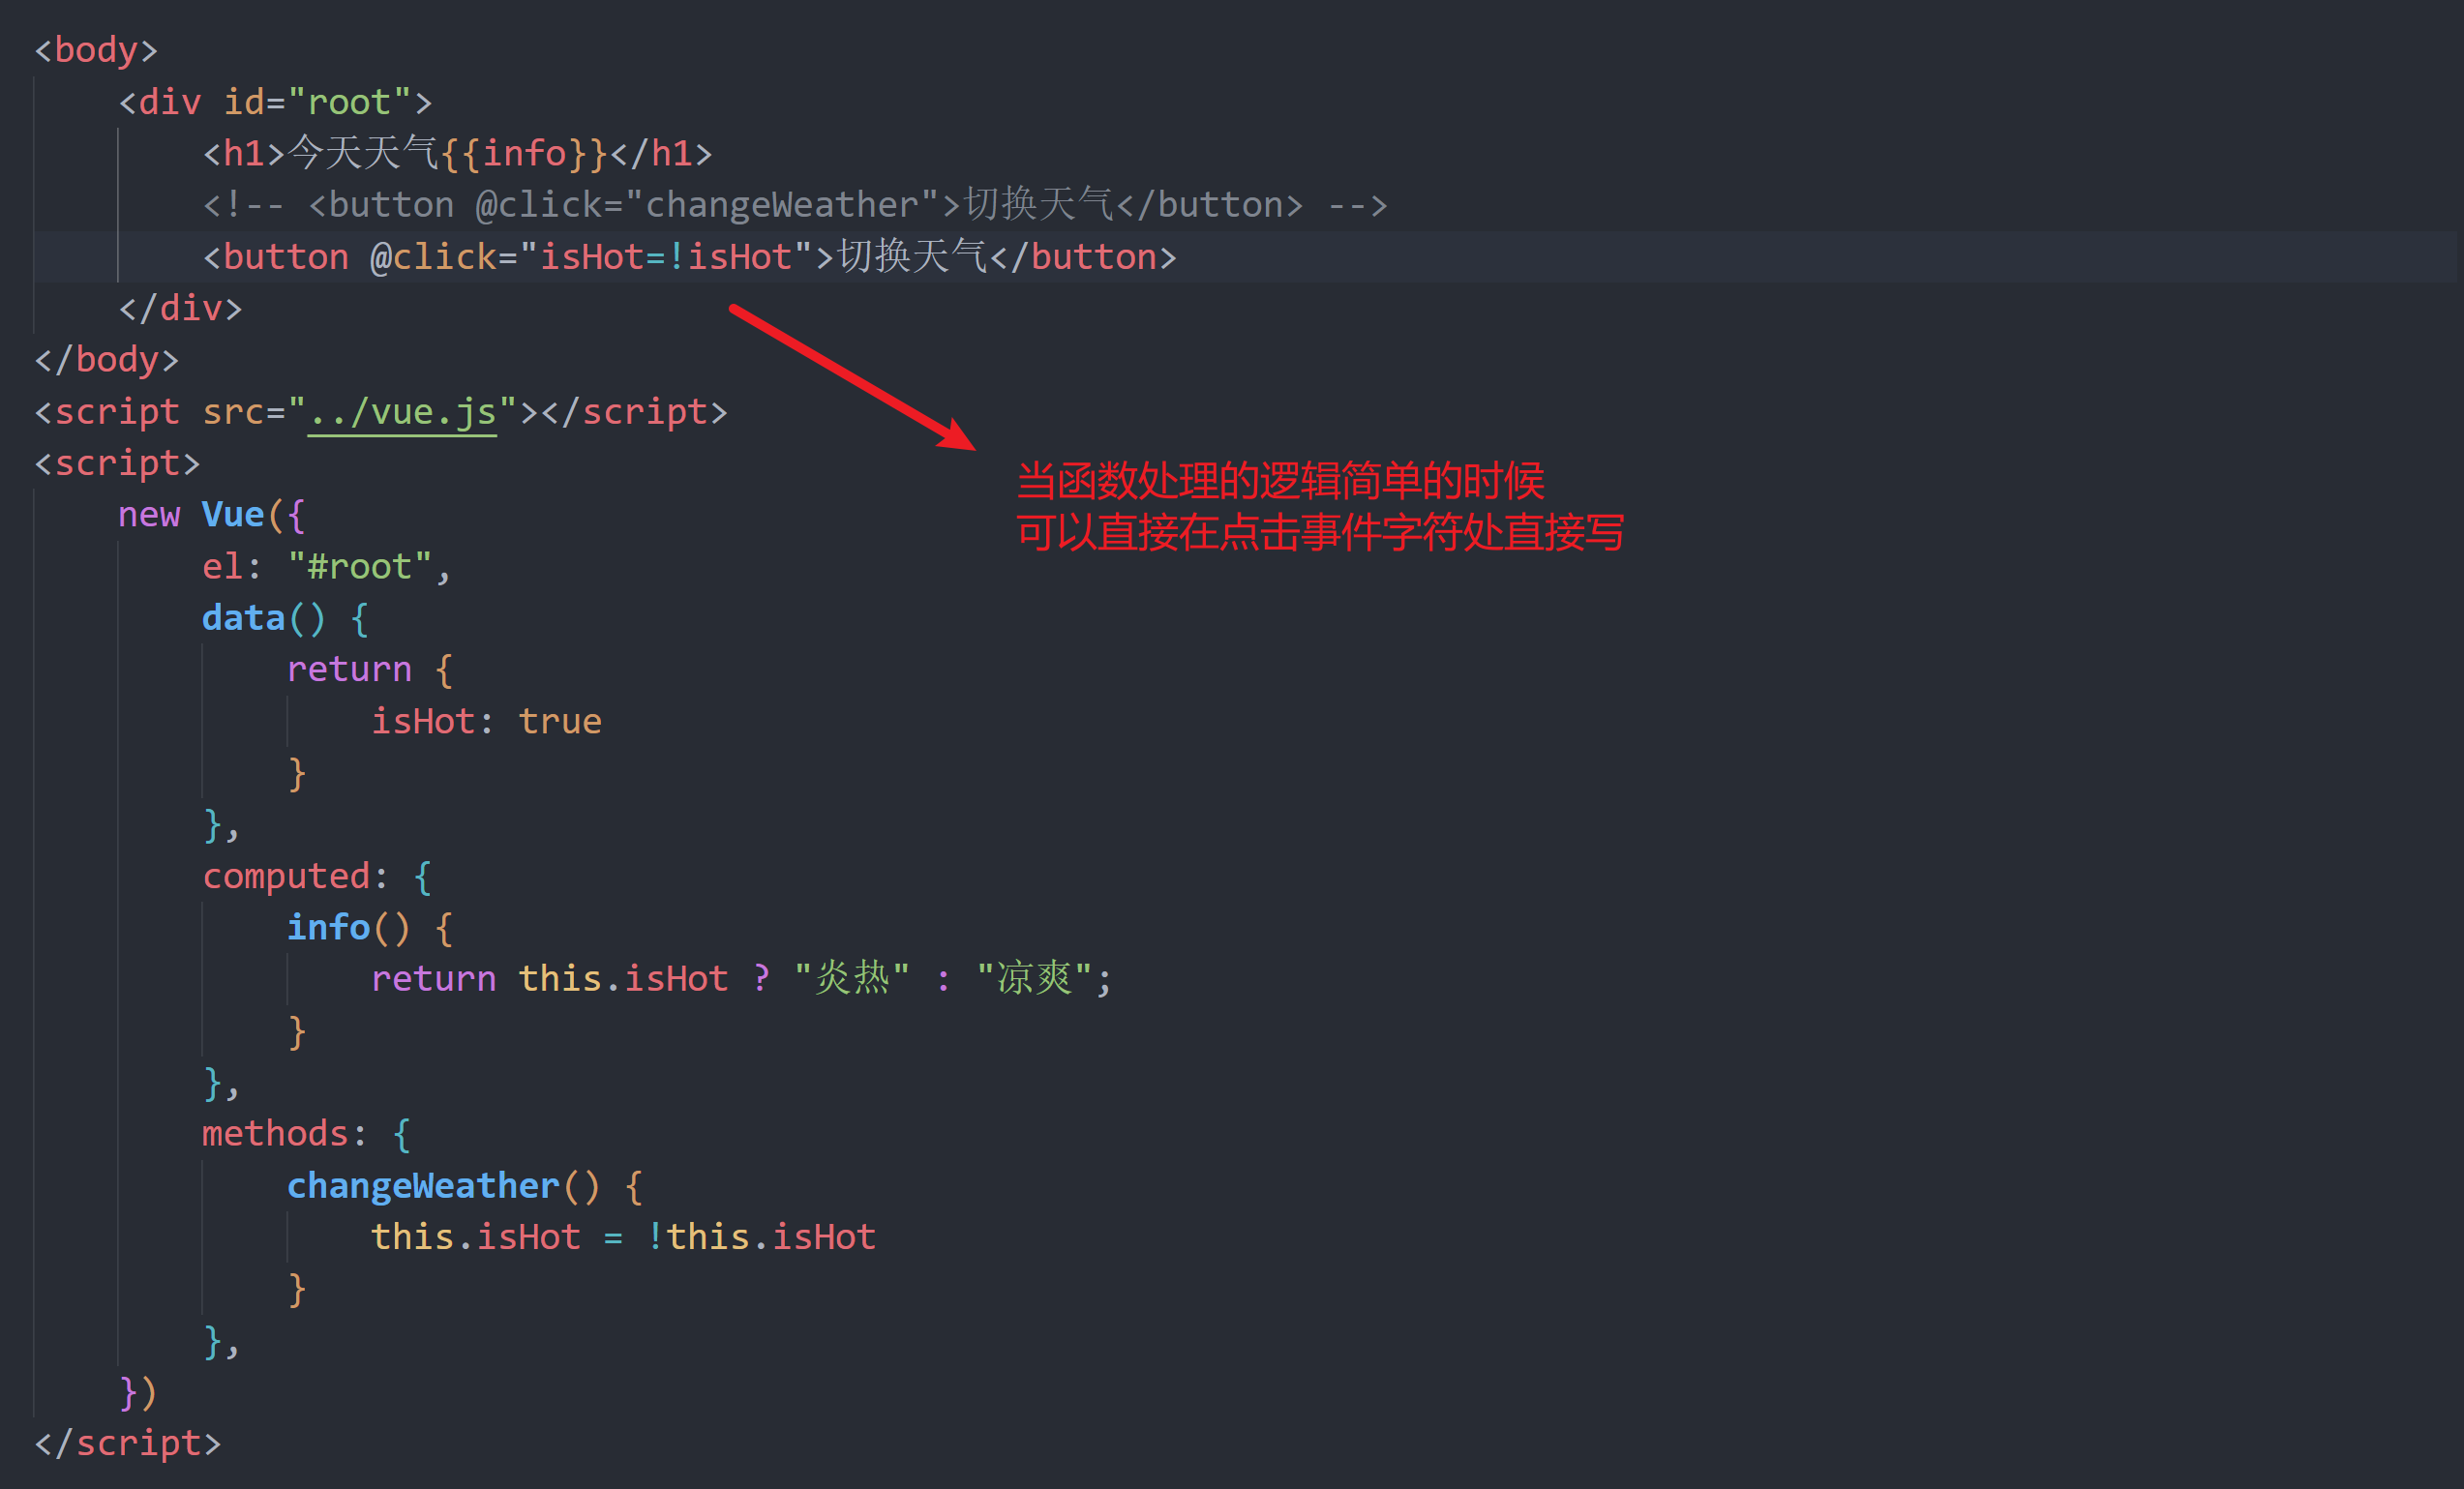 <body>
<div id="root">
<h1>今天天气{{info}}</h1>
<!-- <button @click="changeWeather">切换天气</button> -->
<button @click="isHot=!isHot">切换天气</button>
</div>
</body>
<script src="../vue.js"></script>
<script>
当函数处理的逻辑简单的时候
可以直接在点击事件字符处直接写
new Vue({
el: "#root",
data() {
return {
isHot: true
}
},
computed: {
info() {
return this.isHot ? "炎热" : "凉爽";
}
},
methods: {
changeWeather() {
this.isHot = !this.isHot
}
},
})
</script>